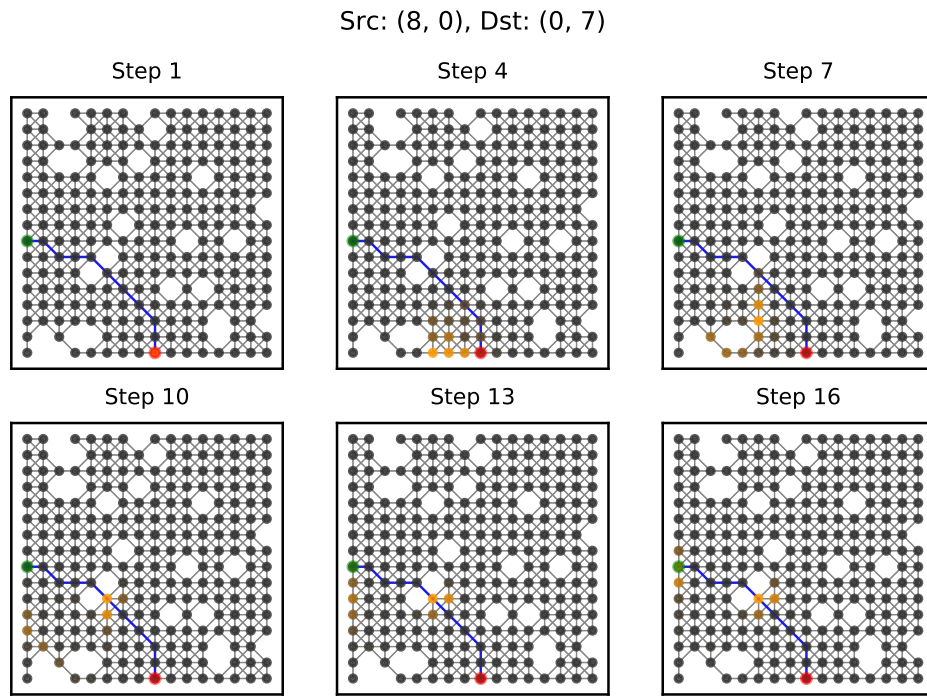 Src: (8, 0), Dst: (0, 7)
Step 1
Step 4
Step 7
Step 10
Step 13
Step 16